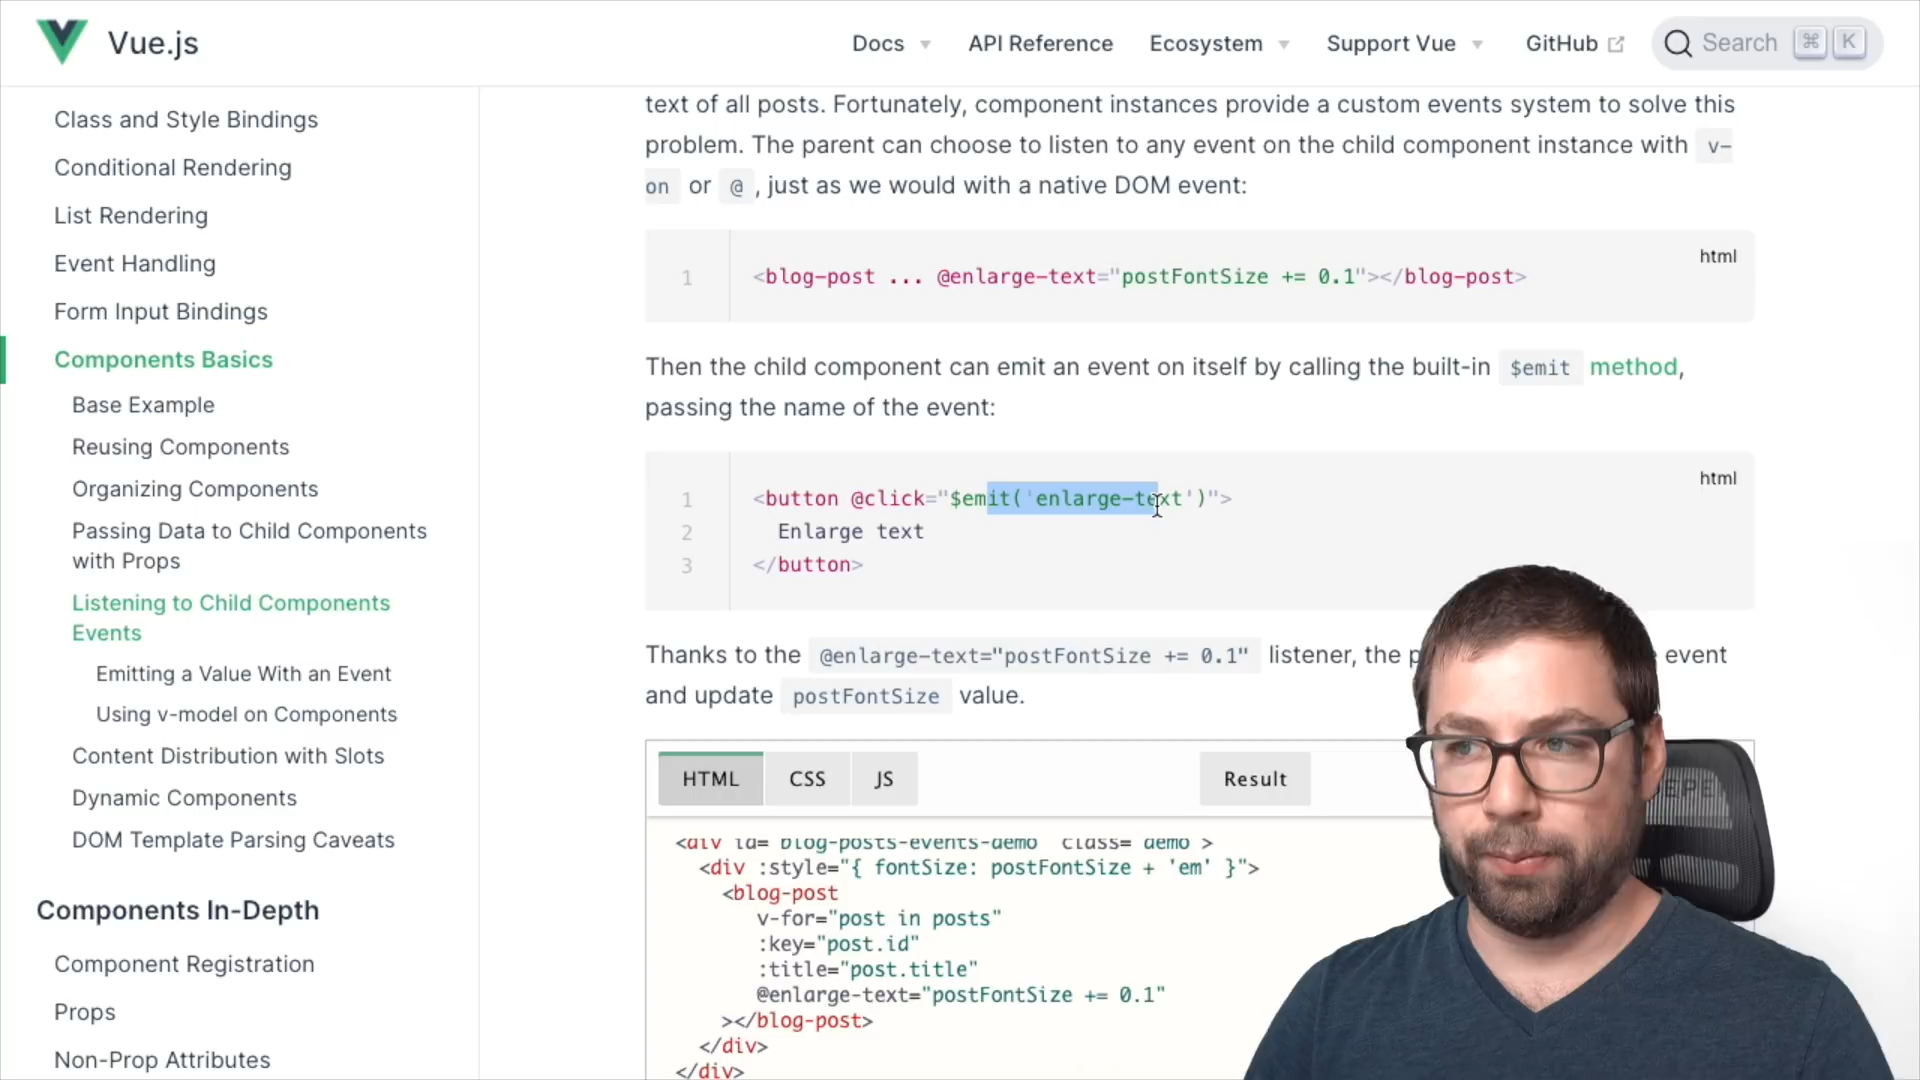 Vue.js
Docs
API Reference
Ecosystem
Support Vue
GitHub
Search
⌘ K
Class and Style Bindings
Conditional Rendering
List Rendering
Event Handling
Form Input Bindings
Components Basics
Base Example
Reusing Components
Organizing Components
Passing Data to Child Components
with Props
Listening to Child Components
Events
Emitting a Value With an Event
Using v-model on Components
Content Distribution with Slots
Dynamic Components
DOM Template Parsing Caveats
Components In-Depth
Component Registration
Props
Non-Prop Attributes
text of all posts. Fortunately, component instances provide a custom events system to solve this
problem. The parent can choose to listen to any event on the child component instance with v-
on or @ , just as we would with a native DOM event:
html
1 <blog-post ... @enlarge-text="postFontSize += 0.1"></blog-post>
Then the child component can emit an event on itself by calling the built-in $emit method,
passing the name of the event:
html
1 <button @click="$emit('enlarge-text')">
2 Enlarge text
3 </button>
Thanks to the @enlarge-text="postFontSize += 0.1" listener, the event
and update postFontSize value.
HTML CSS JS Result
<div id= blog-posts-events-demo class= demo >
<div :style="{ fontSize: postFontSize + 'em' }">
<blog-post
v-for="post in posts"
:key="post.id"
:title="post.title"
@enlarge-text="postFontSize += 0.1"
></blog-post>
</div>
</div>